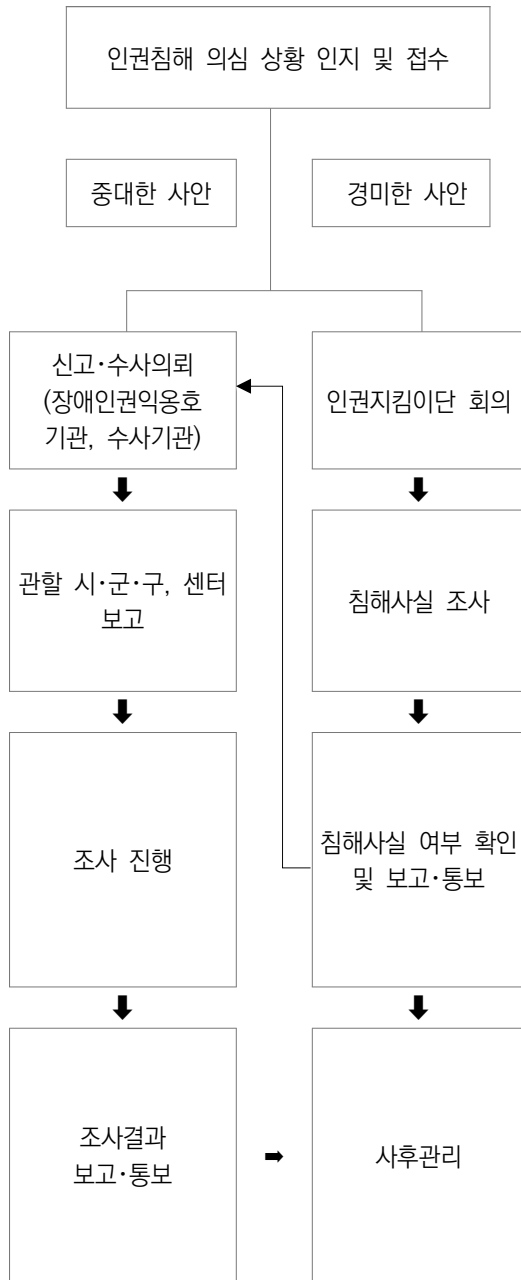 인권침해 의심 상황 인지 및 접수
중대한 사안
경미한 사안
신고·수사의뢰
(장애인권익옹호
기관, 수사기관)
인권지킴이단 회의
관할 시·군·구, 센터
보고
침해사실 조사
조사 진행
침해사실 여부 확인
및 보고·통보
조사결과
보고·통보
사후관리